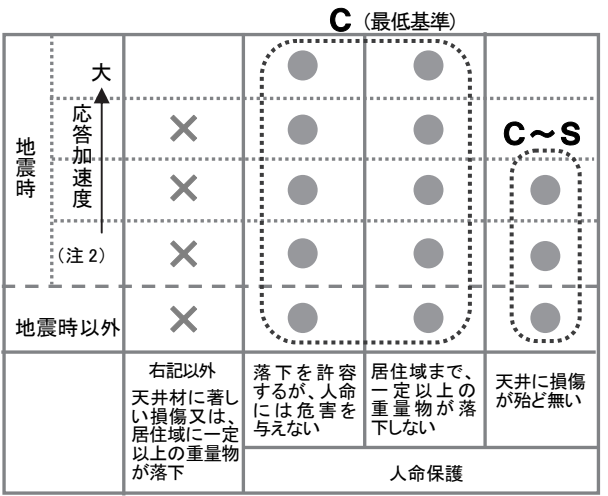 C (最低基準)
大
応答加速度
地震時
(注2)
C～S
地震時以外
右記以外
天井材に著し
い損傷又は、
居住域に一定
以上の重量物
が落下
落下を許容
するが、人命
には危害を
与えない
居住域まで、
一定以上の
重量物が落
下しない
天井に損傷
が殆ど無い
人命保護